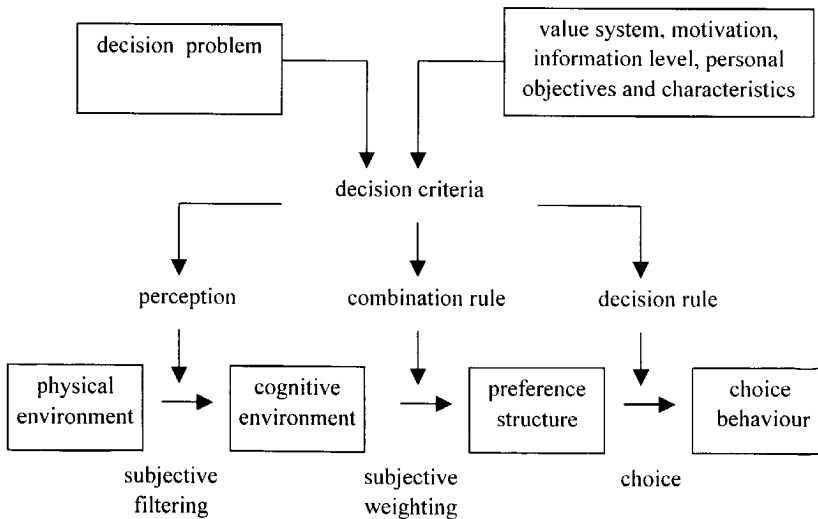 decision problem
value system, motivation,
information level, personal
objectives and characteristics
decision criteria
perception
combination rule
decision rule
physical
environment
cognitive
environment
preference
structure
choice
behaviour
subjective
filtering
subjective
weighting
choice